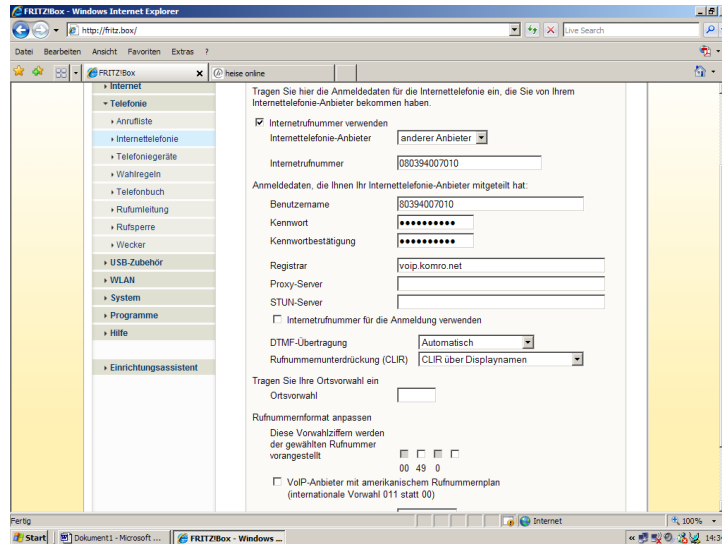 FRITZ!Box - Windows Internet Explorer
http://fritz.box/
Live Search
Datei Bearbeiten Ansicht Favoriten Extras ?
FRITZ!Box
heise online
Internet
Telefonie
Anrufliste
Internettelefonie
Telefoniegeräte
Wahlregeln
Telefonbuch
Rufumleitung
Rufsperre
Wecker
USB-Zubehör
WLAN
System
Programme
Hilfe
Einrichtungsassistent
Tragen Sie hier die Anmeldedaten für die Internettelefonie ein, die Sie von Ihrem
Internettelefonie-Anbieter bekommen haben.
Internetrufnummer verwenden
Internettelefonie-Anbieter anderer Anbieter
Internetrufnummer 080394007010
Anmeldedaten, die Ihnen Ihr Internettelefonie-Anbieter mitgeteilt hat:
Benutzername 80394007010
Kennwort ••••••••••
Kennwortbestätigung ••••••••••
Registrar voip.komro.net
Proxy-Server
STUN-Server
Internetrufnummer für die Anmeldung verwenden
DTMF-Übertragung Automatisch
Rufnummernunterdrückung (CLIR) CLIR über Displaynamen
Tragen Sie Ihre Ortsvorwahl ein
Ortsvorwahl
Rufnummernformat anpassen
Diese Vorwahlziffern werden
der gewählten Rufnummer
vorangestellt
00 49 0
VoIP-Anbieter mit amerikanischem Rufnummernplan
(internationale Vorwahl 011 statt 00)
Fertig
Internet
100%
Start
Dokument1 - Microsoft ...
FRITZ!Box - Windows ...